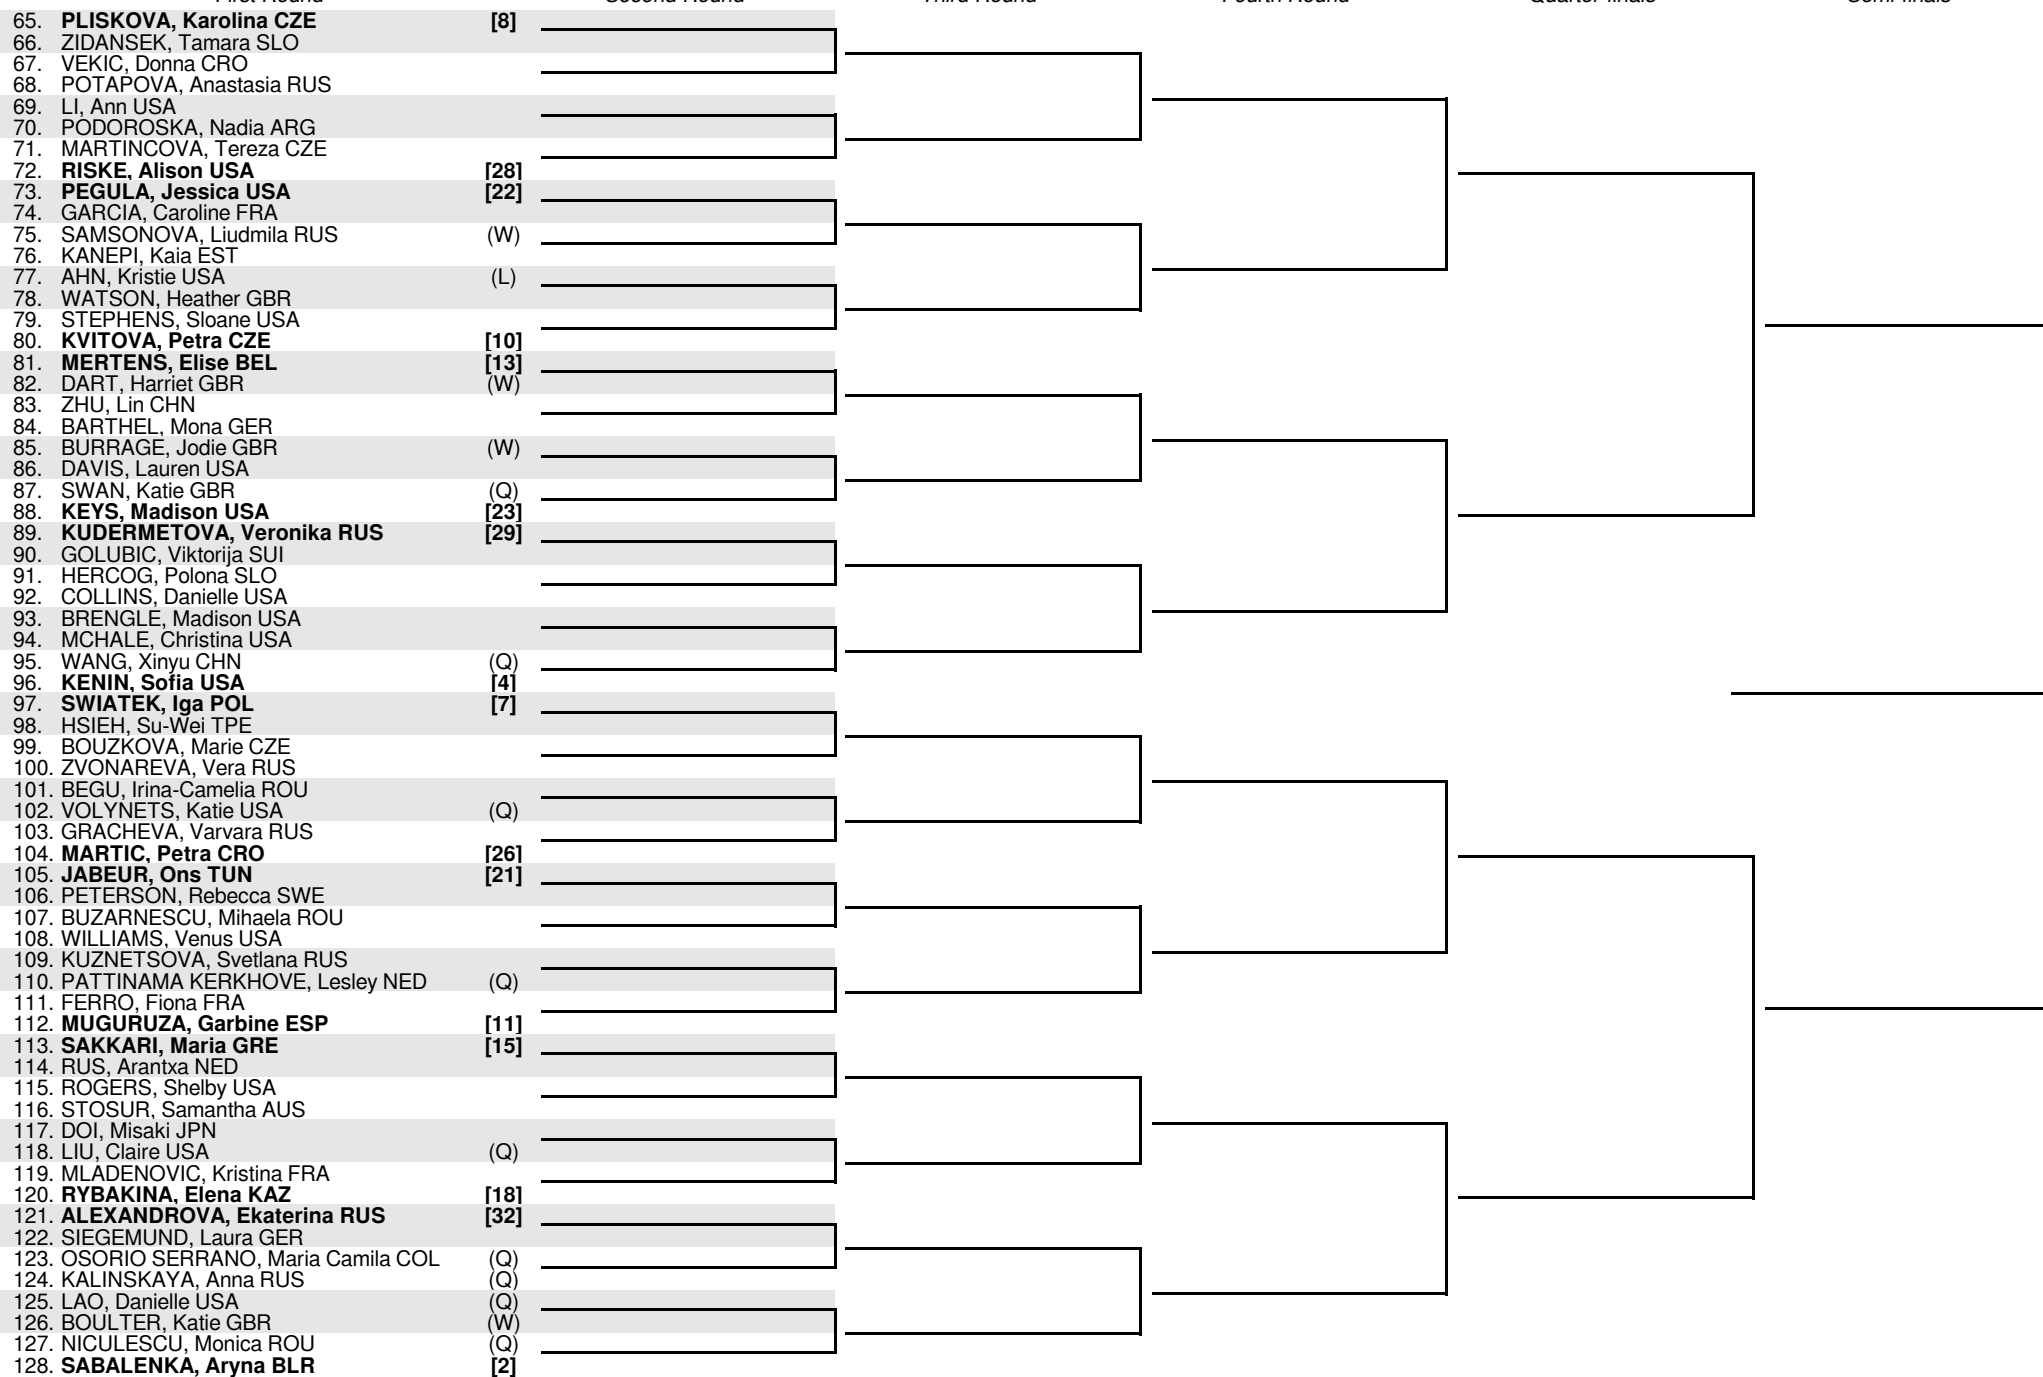 First Round Second Round Third Round Fourth Round Quarter-finals Semi-finals
65. PLISKOVA, Karolina CZE [8]
66. ZIDANSEK, Tamara SLO
67. VEKIC, Donna CRO
68. POTAPOVA, Anastasia RUS
69. LI, Ann USA
70. PODOROSKA, Nadia ARG
71. MARTINCOVA, Tereza CZE
72. RISKE, Alison USA [28]
73. PEGULA, Jessica USA [22]
74. GARCIA, Caroline FRA
75. SAMSONOVA, Liudmila RUS (W)
76. KANEPI, Kaia EST
77. AHN, Kristie USA (L)
78. WATSON, Heather GBR
79. STEPHENS, Sloane USA
80. KVITOVA, Petra CZE [10]
81. MERTENS, Elise BEL [13]
82. DART, Harriet GBR (W)
83. ZHU, Lin CHN
84. BARTHEL, Mona GER
85. BURRAGE, Jodie GBR (W)
86. DAVIS, Lauren USA
87. SWAN, Katie GBR (Q)
88. KEYS, Madison USA [23]
89. KUDERMETOVA, Veronika RUS [29]
90. GOLUBIC, Viktorija SUI
91. HERCOG, Polona SLO
92. COLLINS, Danielle USA
93. BRENGLE, Madison USA
94. MCHALE, Christina USA
95. WANG, Xinyu CHN (Q)
96. KENIN, Sofia USA [4]
97. SWIATEK, Iga POL [7]
98. HSIEH, Su-Wei TPE
99. BOUZKOVA, Marie CZE
100. ZVONAREVA, Vera RUS
101. BEGU, Irina-Camelia ROU
102. VOLYNETS, Katie USA (Q)
103. GRACHEVA, Varvara RUS
104. MARTIC, Petra CRO [26]
105. JABEUR, Ons TUN [21]
106. PETERSON, Rebecca SWE
107. BUZARNESCU, Mihaela ROU
108. WILLIAMS, Venus USA
109. KUZNETSOVA, Svetlana RUS
110. PATTINAMA KERKHOVE, Lesley NED (Q)
111. FERRO, Fiona FRA
112. MUGURUZA, Garbine ESP [11]
113. SAKKARI, Maria GRE [15]
114. RUS, Arantxa NED
115. ROGERS, Shelby USA
116. STOSUR, Samantha AUS
117. DOI, Misaki JPN
118. LIU, Claire USA (Q)
119. MLADENOVIC, Kristina FRA
120. RYBAKINA, Elena KAZ [18]
121. ALEXANDROVA, Ekaterina RUS [32]
122. SIEGEMUND, Laura GER
123. OSORIO SERRANO, Maria Camila COL (Q)
124. KALINSKAYA, Anna RUS (Q)
125. LAO, Danielle USA (Q)
126. BOULTER, Katie GBR (W)
127. NICULESCU, Monica ROU (Q)
128. SABALENKA, Aryna BLR [2]